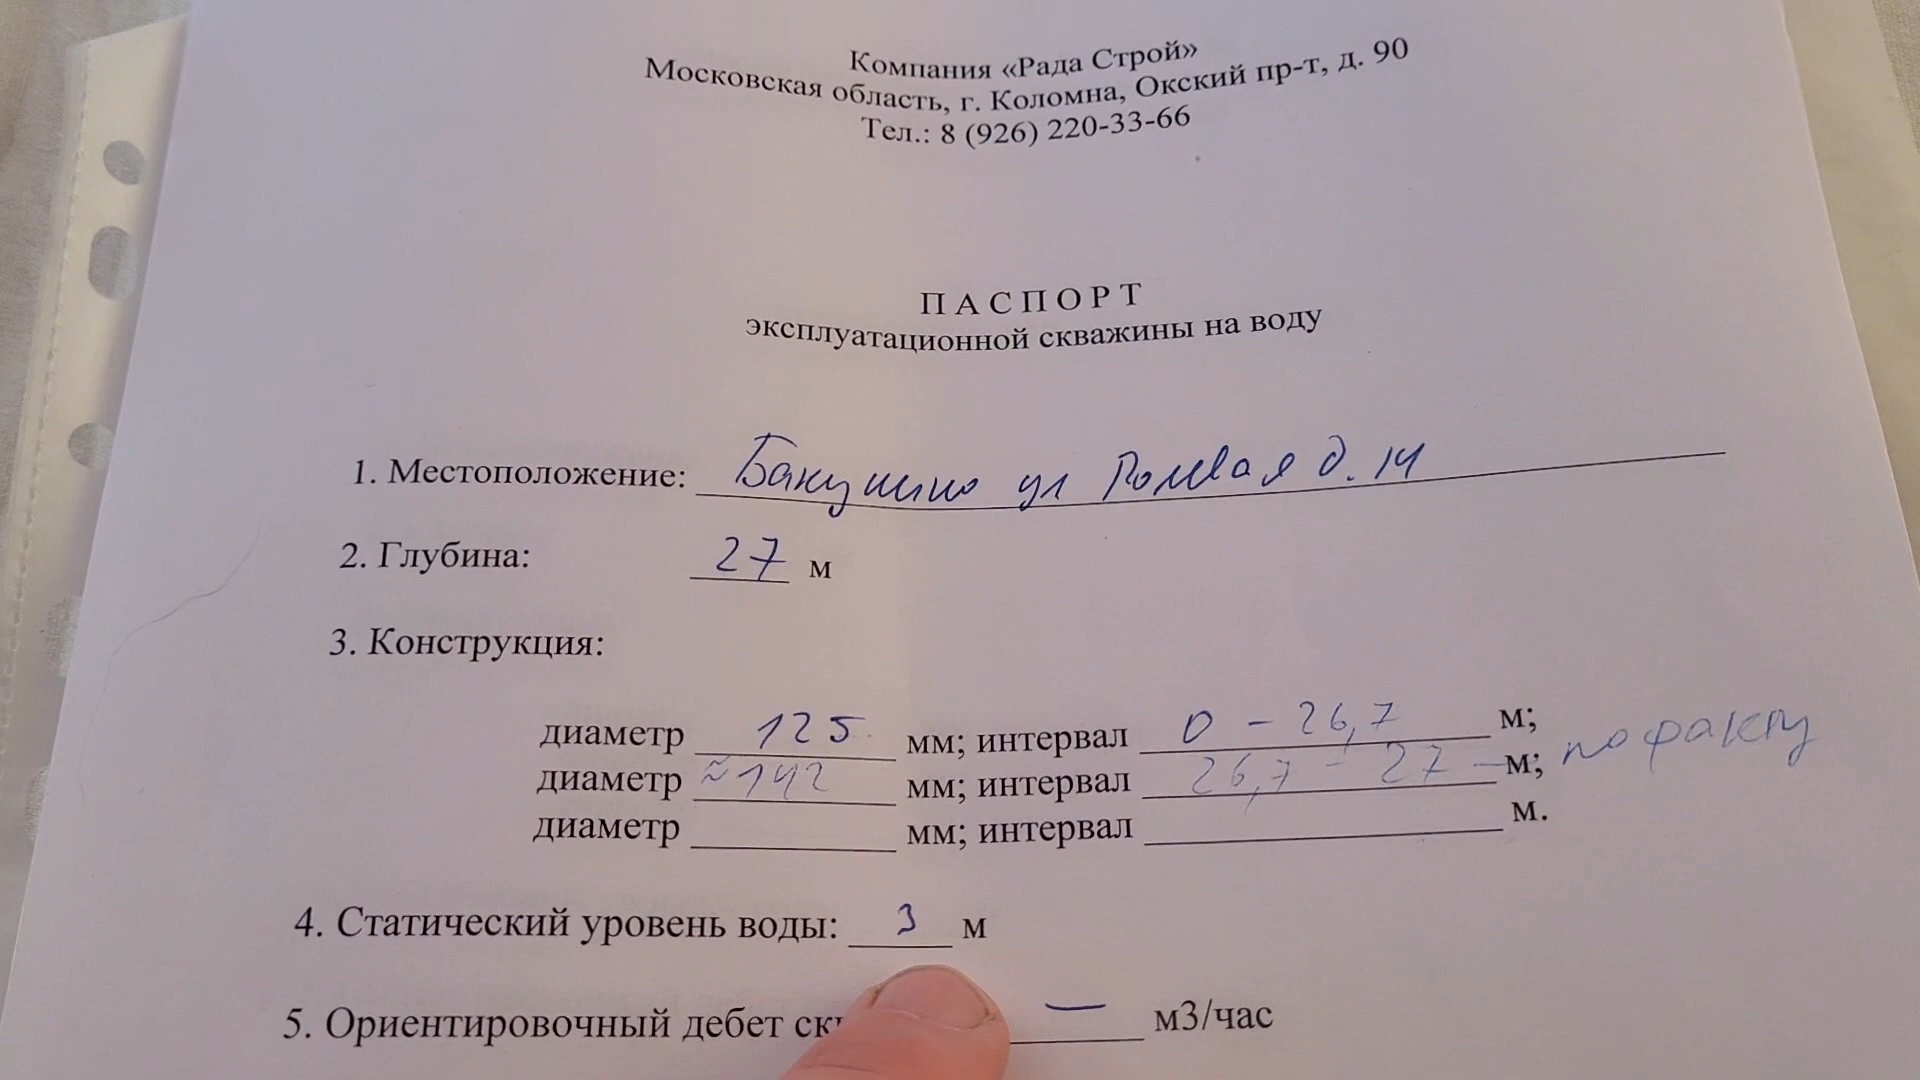 Компания «Рада Строй»
Московская область, г. Коломна, Окский пр-т, д. 90
Тел.: 8 (926) 220-33-66
ПАСПОРТ
эксплуатационной скважины на воду
1. Местоположение: Бакунино ул Полевая д. 14
2. Глубина: 27 м
3. Конструкция:
диаметр 125 мм; интервал 0 - 26,7 м;
диаметр ≈142 мм; интервал 26,7 - 27 - м; по факту
диаметр мм; интервал м.
4. Статический уровень воды: 3 м
5. Ориентировочный дебет — м3/час